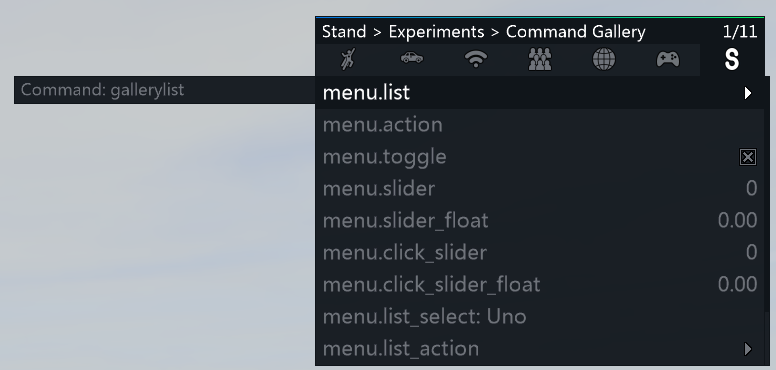 Stand > Experiments > Command Gallery 1/11
S
Command: gallerylist
menu.list
menu.action
menu.toggle
menu.slider 0
menu.slider_float 0.00
menu.click_slider 0
menu.click_slider_float 0.00
menu.list_select: Uno
menu.list_action